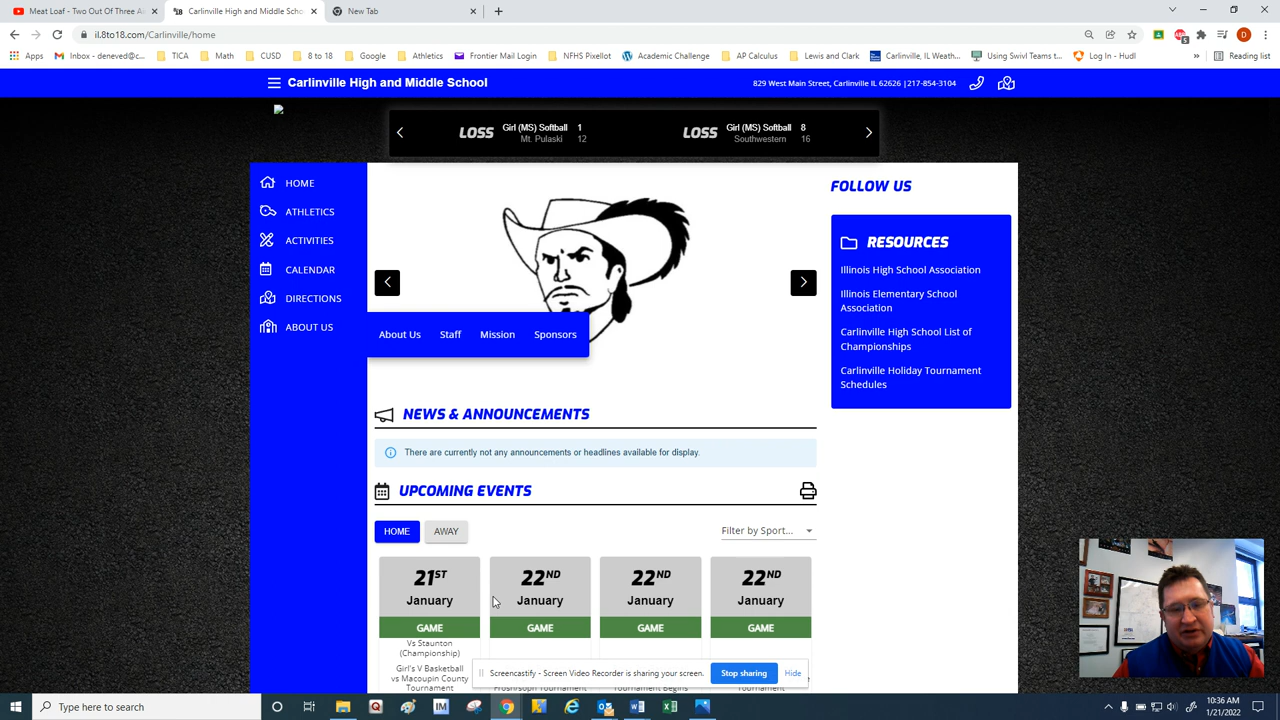 Meat Loaf - Two Out Of Three A
Carlinville High and Middle Scho
New Tab
il.8to18.com/Carlinville/home
Apps
Inbox - deneved@c...
TICA
Math
CUSD
8 to 18
Google
Athletics
Frontier Mail Login
NFHS Pixellot
Academic Challenge
AP Calculus
Lewis and Clark
Carlinville, IL Weath...
Using Swivl Teams t...
Log In - Hudl
»
Reading list
Carlinville High and Middle School
829 West Main Street, Carlinville IL 62626 |217-854-3104
LOSS Girl (MS) Softball 1
Mt. Pulaski 12
LOSS Girl (MS) Softball 8
Southwestern 16
HOME
ATHLETICS
ACTIVITIES
CALENDAR
DIRECTIONS
ABOUT US
About Us Staff Mission Sponsors
FOLLOW US
RESOURCES
Illinois High School Association
Illinois Elementary School
Association
Carlinville High School List of
Championships
Carlinville Holiday Tournament
Schedules
NEWS & ANNOUNCEMENTS
There are currently not any announcements or headlines available for display.
UPCOMING EVENTS
HOME AWAY Filter by Sport...
21ST 22ND 22ND 22ND
January January January January
GAME GAME GAME GAME
Vs Staunton
(Championship)
Girl's V Basketball
vs Macoupin County
Tournament
Screencastify - Screen Video Recorder is sharing your screen. Stop sharing Hide
Frosh/Soph Tournament
Tournament Begins
Tournament
Type here to search
10:36 AM
1/21/2022